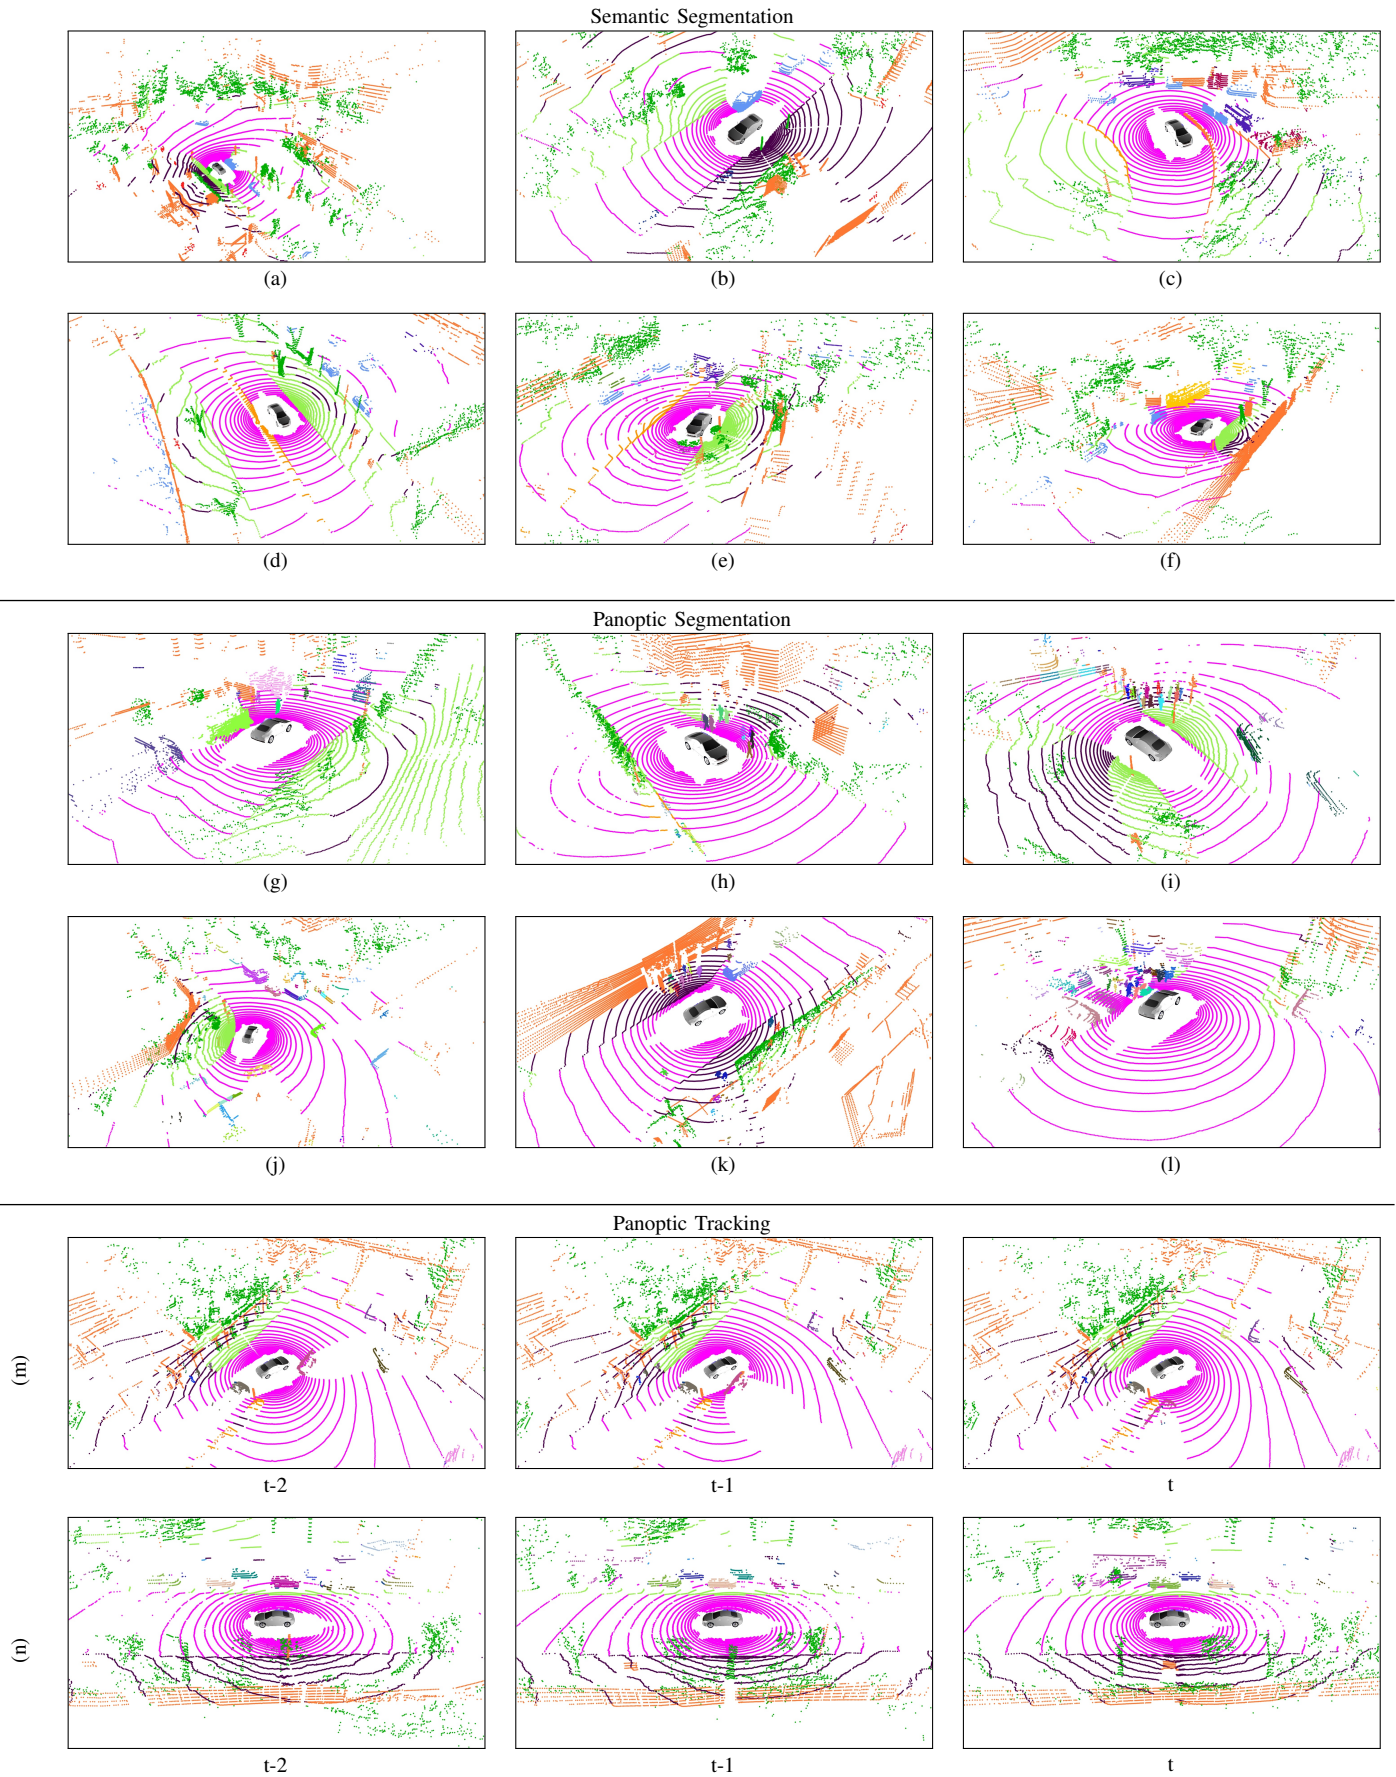 Semantic Segmentation
(a) (b) (c)
(d) (e) (f)
Panoptic Segmentation
(g) (h) (i)
(j) (k) (l)
Panoptic Tracking
(m)
t-2 t-1 t
(n)
t-2 t-1 t